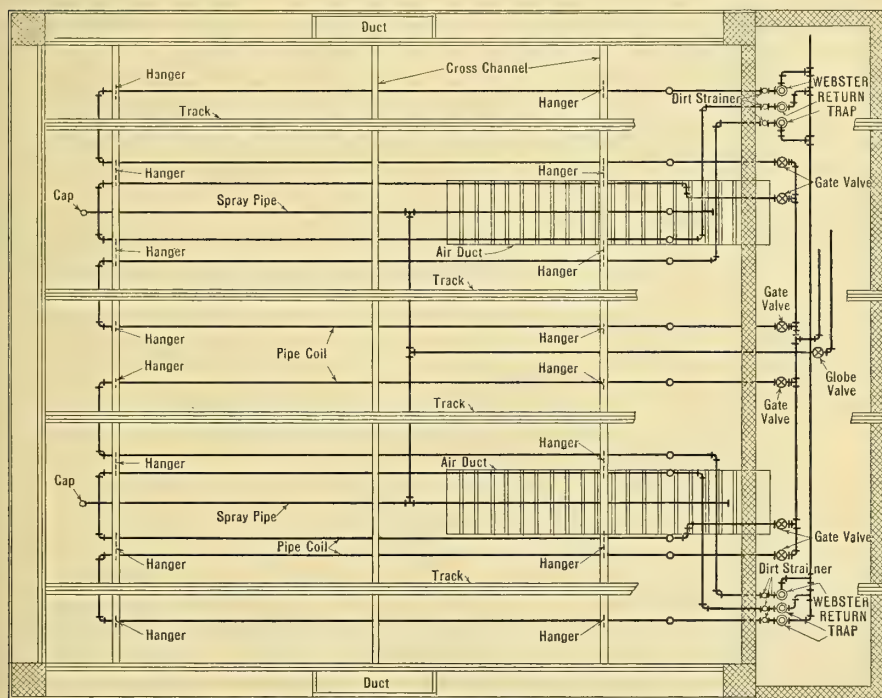 Duct
Cross Channel
Hanger
Hanger
Dirt Strainer
WEBSTER
RETURN
TRAP
Track
Hanger
Hanger
Gate Valve
Cap
Spray Pipe
Hanger
Air Duct
Hanger
Track
Gate
Valve
Hanger
Hanger
Pipe Coil
Hanger
Hanger
Globe
Valve
Gate
Valve
Track
Hanger
Hanger
Air Duct
Cap
Spray Pipe
Gate Valve
Pipe Coil
Hanger
Hanger
Dirt Strainer
Track
WEBSTER
RETURN
TRAP
Hanger
Hanger
Duct